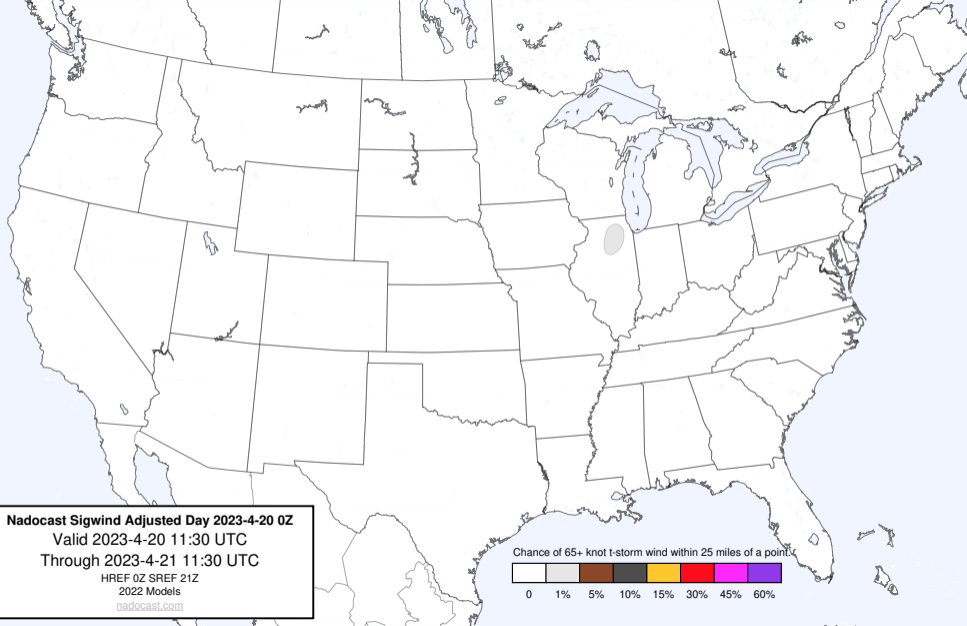 Nadocast Sigwind Adjusted Day 2023-4-20 0Z
Valid 2023-4-20 11:30 UTC
Through 2023-4-21 11:30 UTC
HREF 0Z SREF 21Z
2022 Models
nadocast.com
Chance of 65+ knot t-storm wind within 25 miles of a point.
0 1% 5% 10% 15% 30% 45% 60%